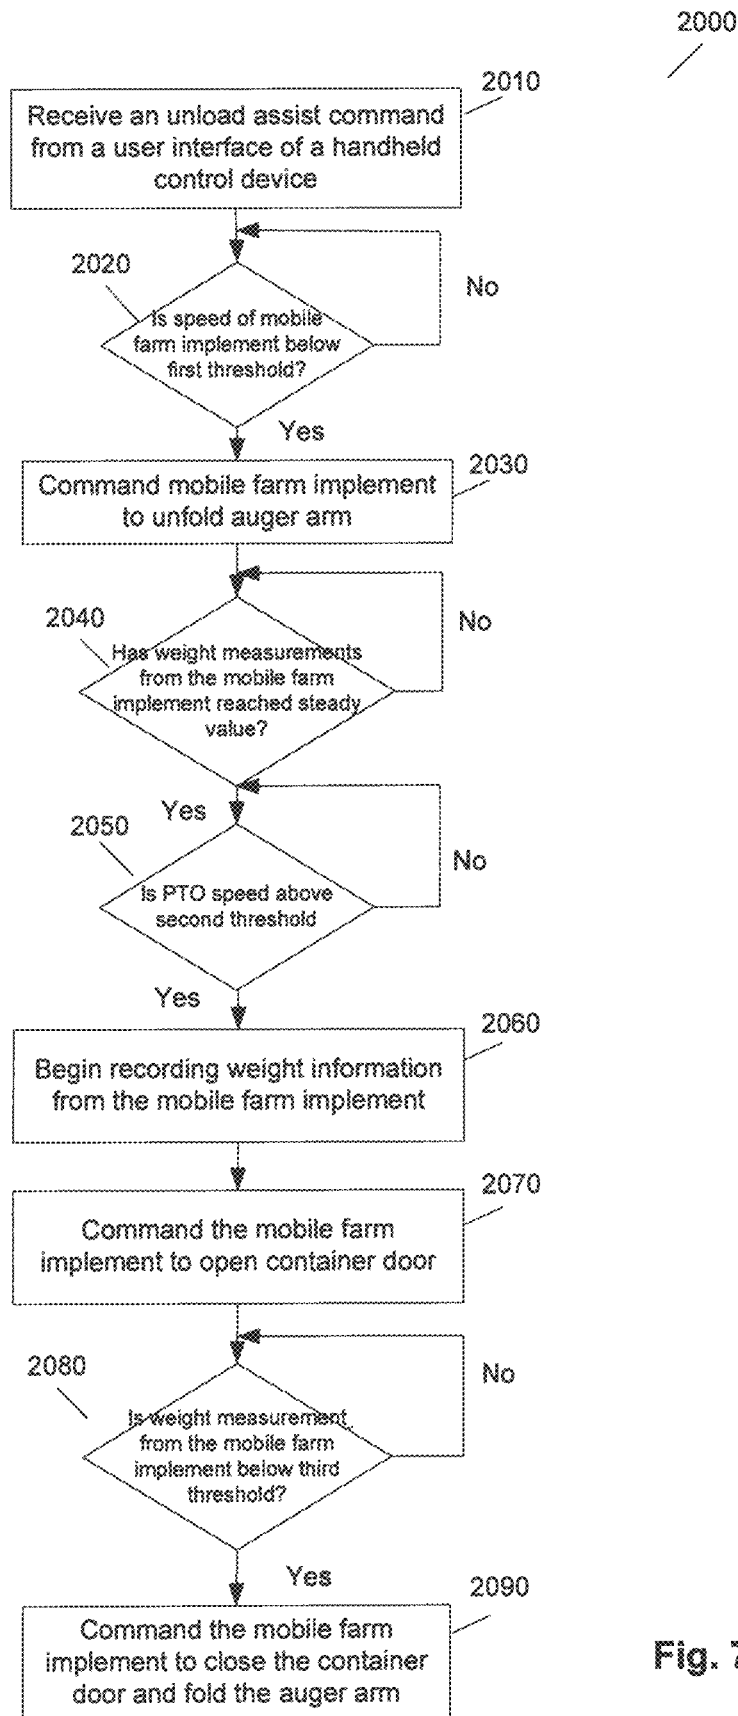 2000
2010
Receive an unload assist command
from a user interface of a handheld
control device
2020
No
Is speed of mobile
farm implement below
first threshold?
Yes
2030
Command mobile farm implement
to unfold auger arm
2040
No
Has weight measurements
from the mobile farm
implement reached steady
value?
Yes
2050
No
Is PTO speed above
second threshold
Yes
2060
Begin recording weight information
from the mobile farm implement
2070
Command the mobile farm
implement to open container door
2080
No
Is weight measurement
from the mobile farm
implement below third
threshold?
Yes
2090
Command the mobile farm
implement to close the container
door and fold the auger arm
Fig. 7